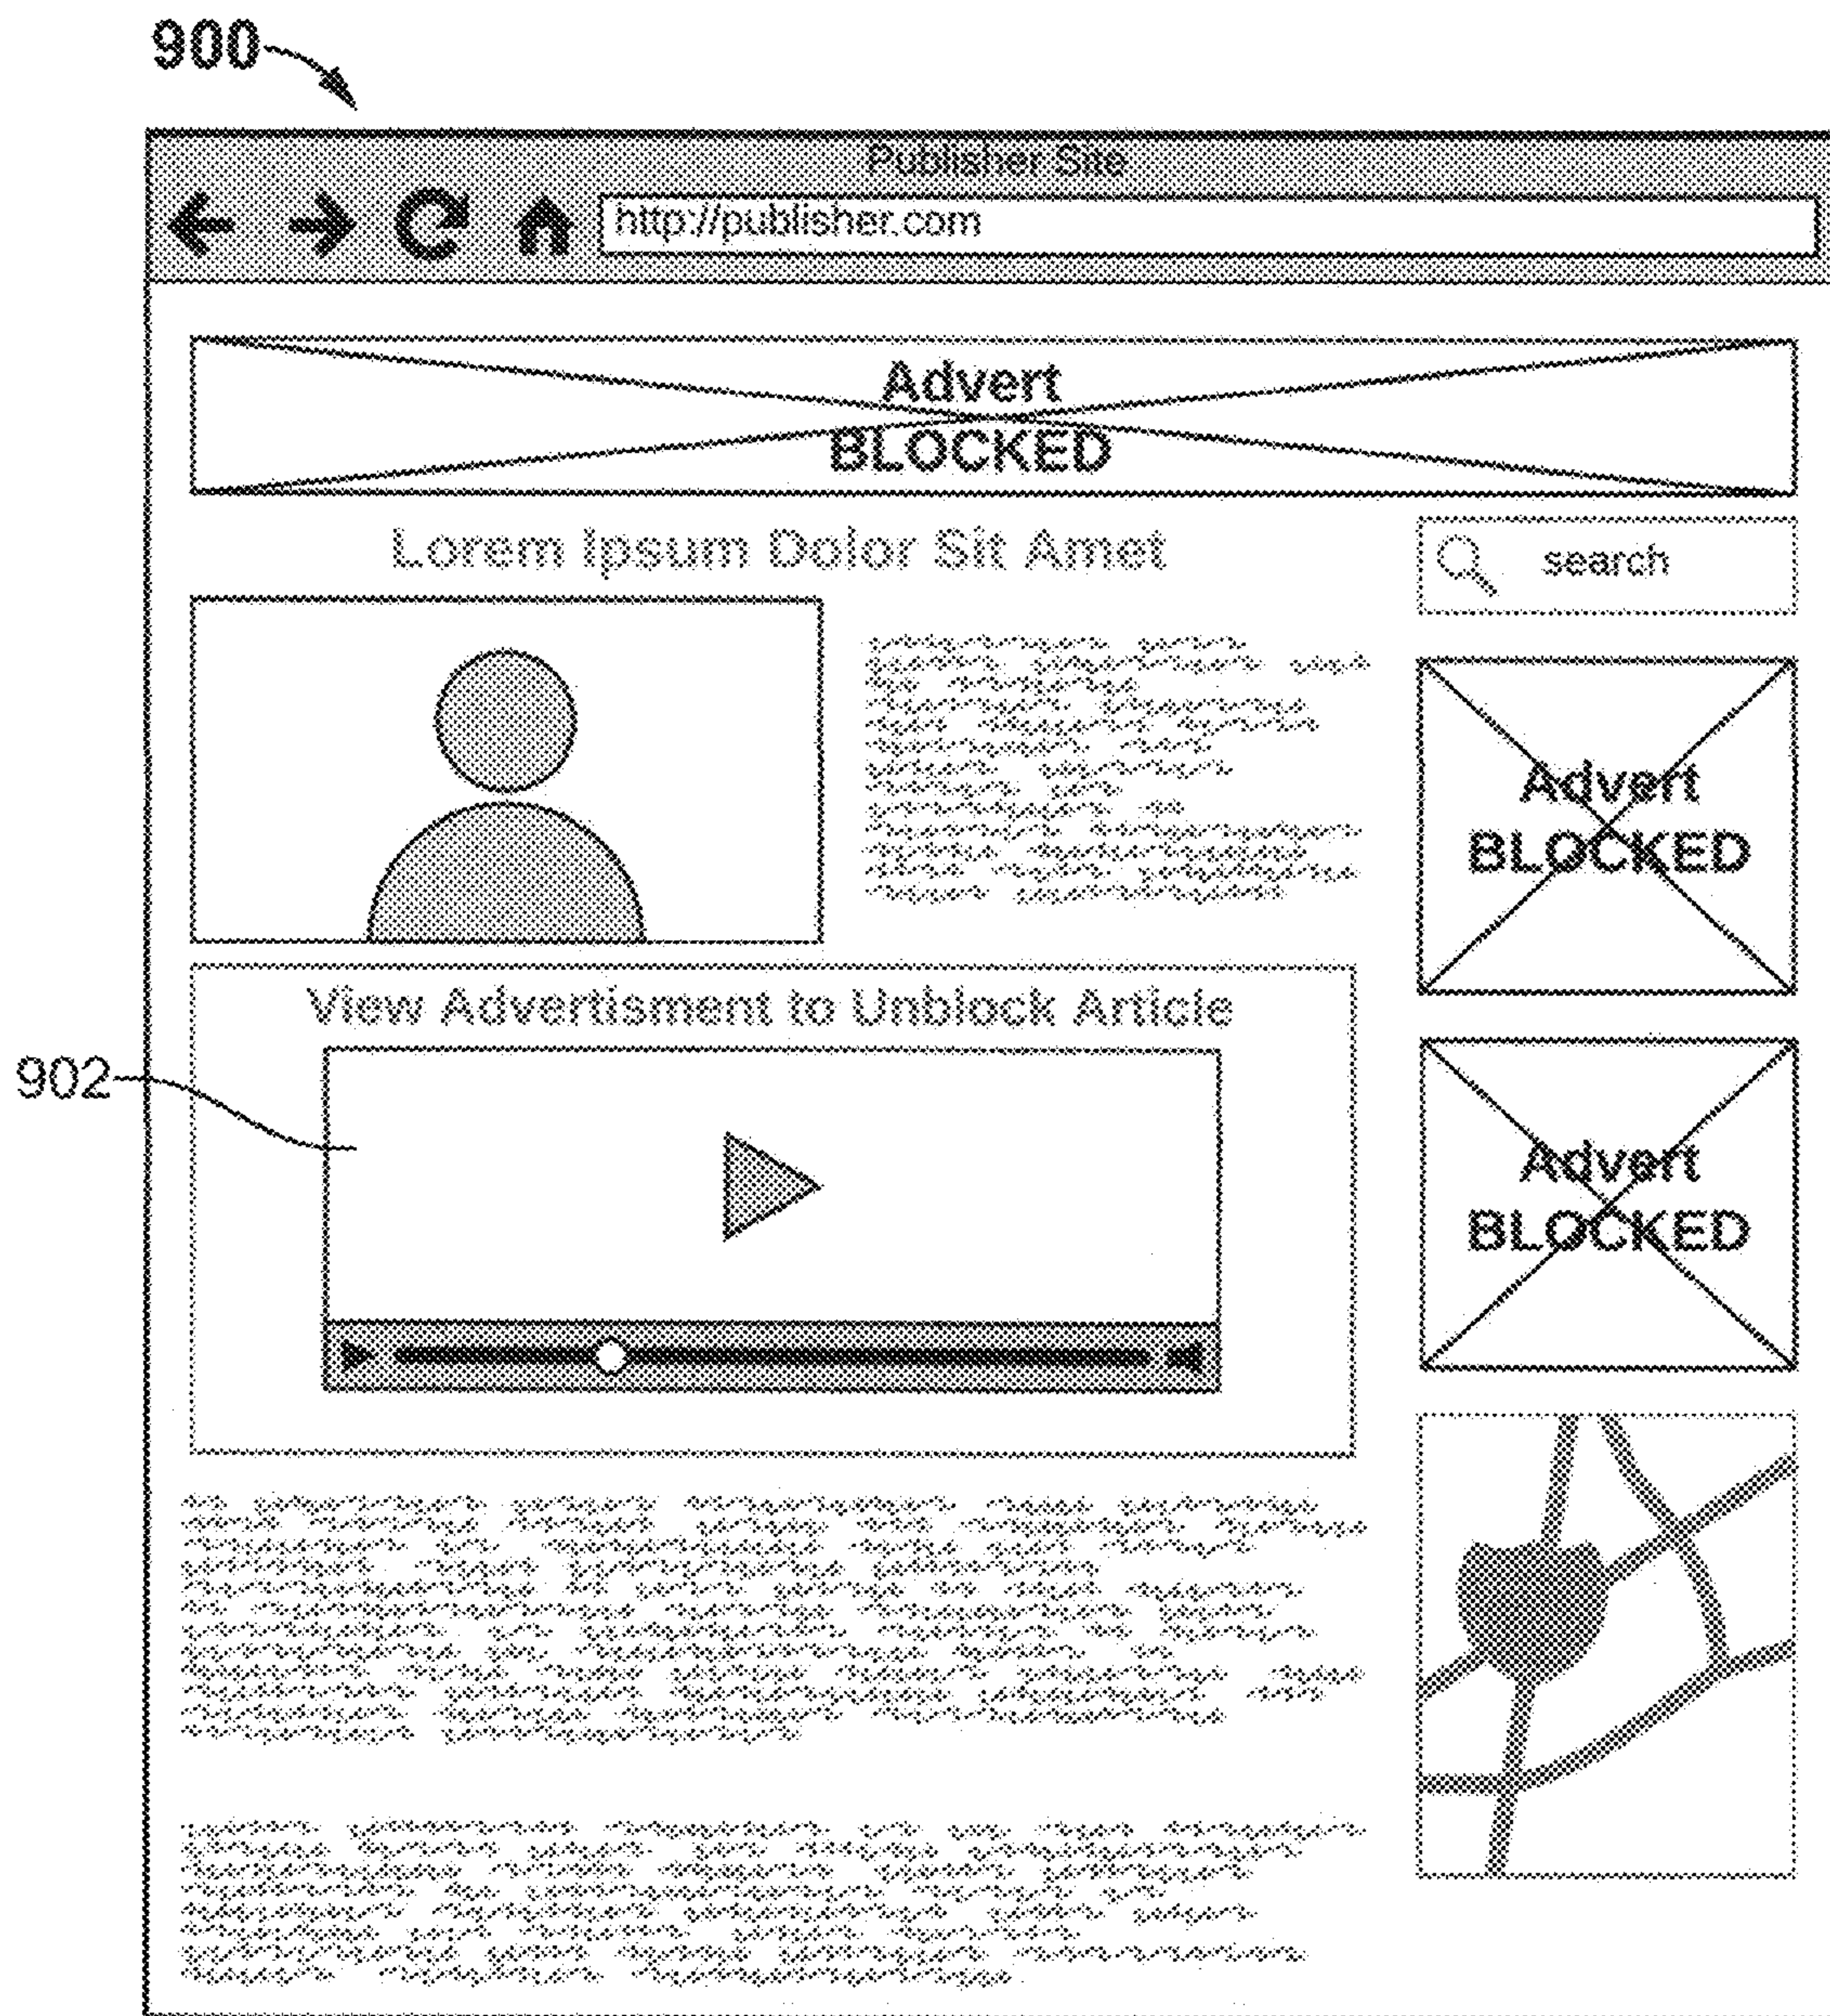 900
Publisher Site
http://publisher.com
Advert
BLOCKED
Lorem Ipsum Dolor Sit Amet
search
Advert
BLOCKED
View Advertisment to Unblock Article
902
Advert
BLOCKED